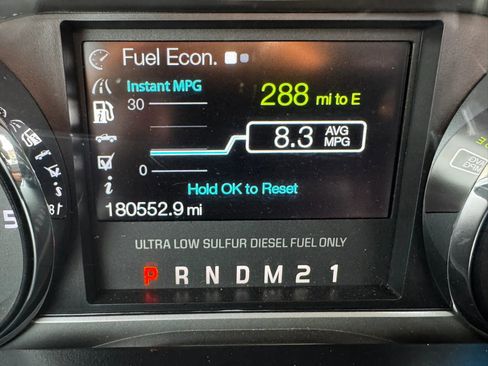 Fuel Econ.
Instant MPG
30
288 mi to E
8.3 AVG MPG
0
Hold OK to Reset
180552.9 mi
ULTRA LOW SULFUR DIESEL FUEL ONLY
P R N D M 2 1
5